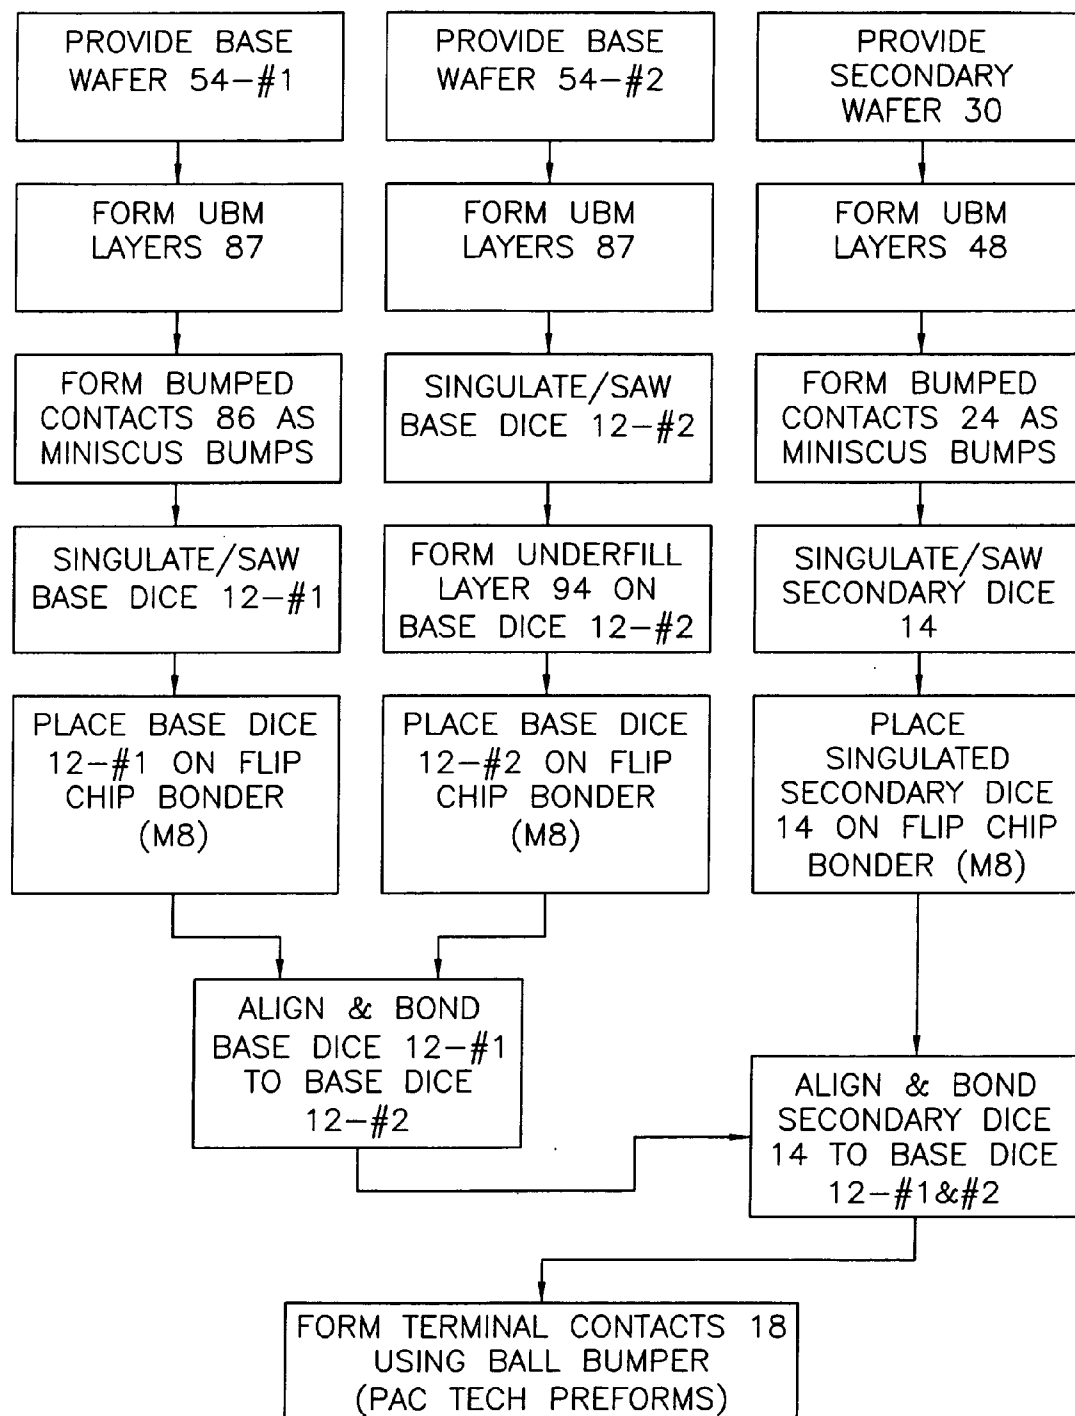 PROVIDE BASE
WAFER 54-#1
PROVIDE BASE
WAFER 54-#2
PROVIDE
SECONDARY
WAFER 30
FORM UBM
LAYERS 87
FORM UBM
LAYERS 87
FORM UBM
LAYERS 48
FORM BUMPED
CONTACTS 86 AS
MINISCUS BUMPS
SINGULATE/SAW
BASE DICE 12-#2
FORM BUMPED
CONTACTS 24 AS
MINISCUS BUMPS
SINGULATE/SAW
BASE DICE 12-#1
FORM UNDERFILL
LAYER 94 ON
BASE DICE 12-#2
SINGULATE/SAW
SECONDARY DICE
14
PLACE BASE DICE
12-#1 ON FLIP
CHIP BONDER
(M8)
PLACE BASE DICE
12-#2 ON FLIP
CHIP BONDER
(M8)
PLACE
SINGULATED
SECONDARY DICE
14 ON FLIP CHIP
BONDER (M8)
ALIGN & BOND
BASE DICE 12-#1
TO BASE DICE
12-#2
ALIGN & BOND
SECONDARY DICE
14 TO BASE DICE
12-#1&#2
FORM TERMINAL CONTACTS 18
USING BALL BUMPER
(PAC TECH PREFORMS)